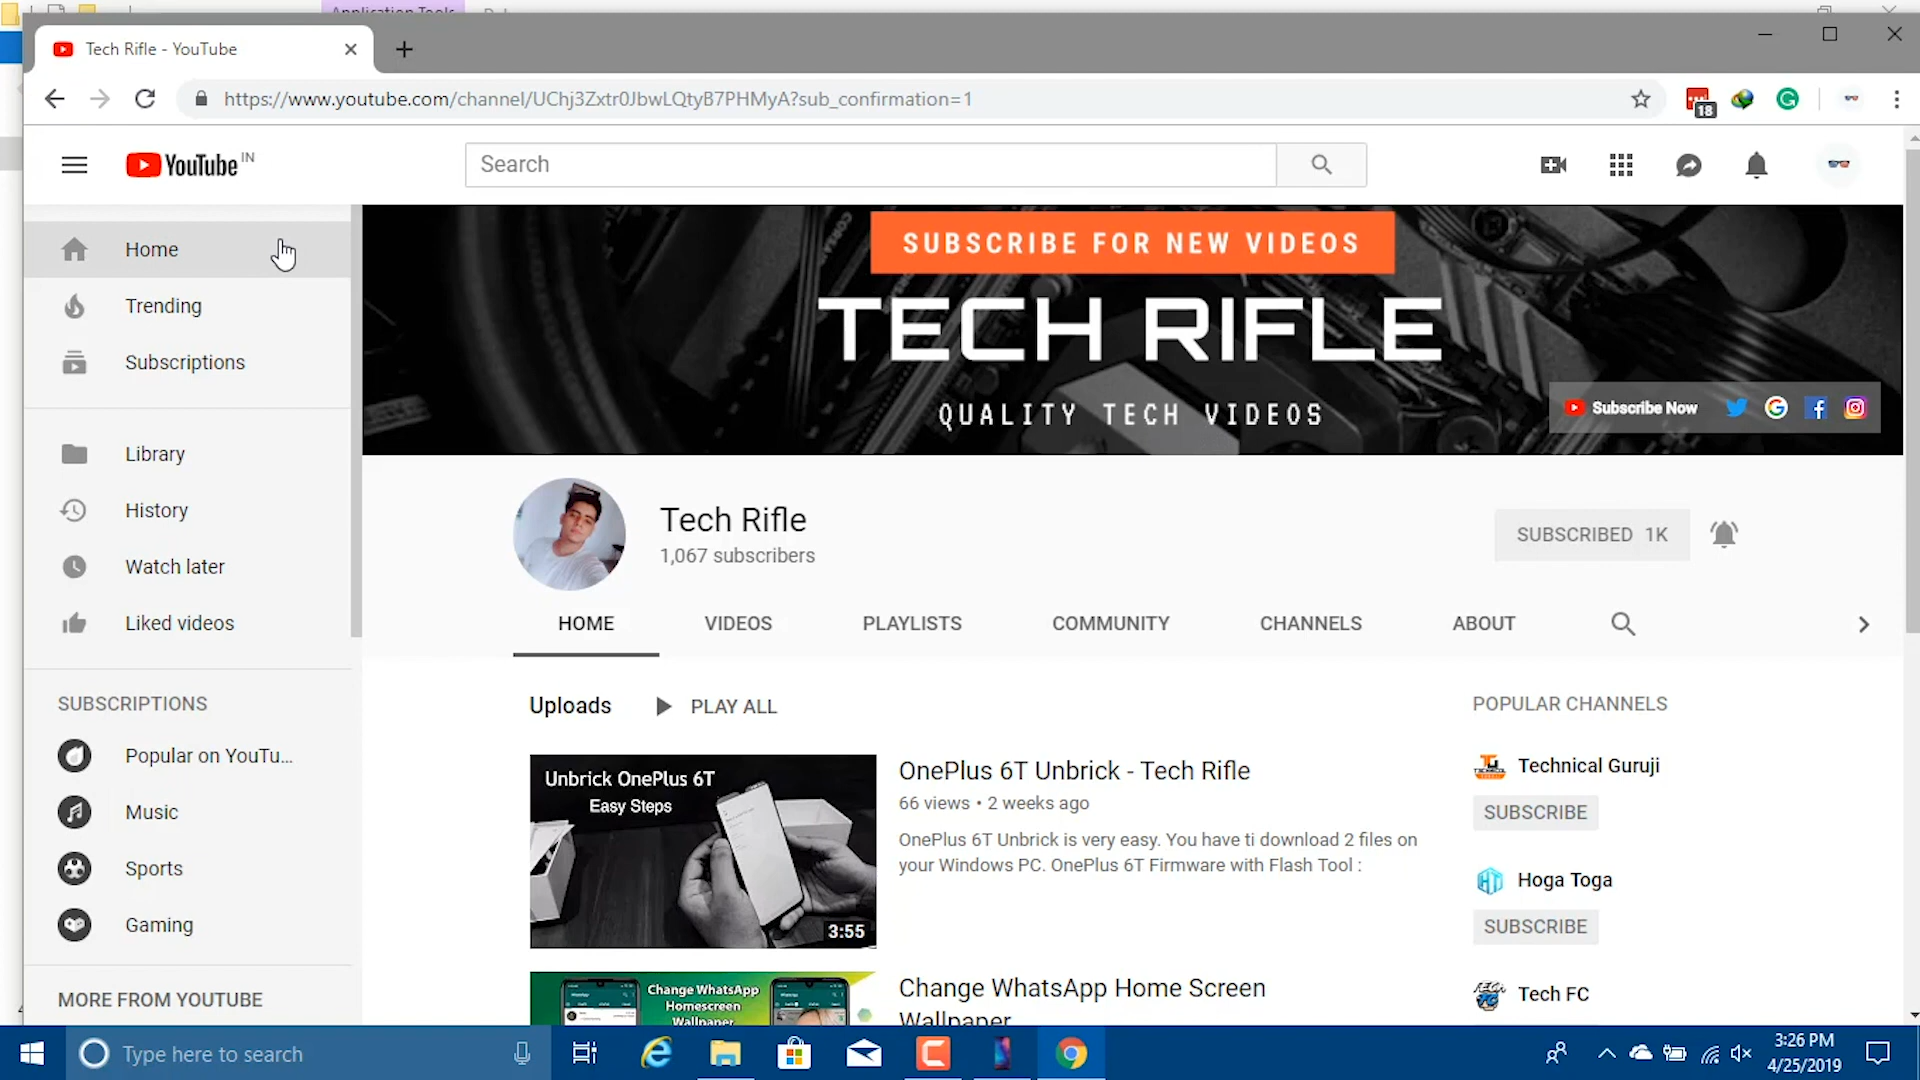 Application Tools
Tech Rifle - YouTube
https://www.youtube.com/channel/UChj3Zxtr0JbwLQtyB7PHMyA?sub_confirmation=1
18
YouTube IN
Search
Home
Trending
Subscriptions
Library
History
Watch later
Liked videos
SUBSCRIPTIONS
Popular on YouTu...
Music
Sports
Gaming
MORE FROM YOUTUBE
SUBSCRIBE FOR NEW VIDEOS
TECH RIFLE
QUALITY TECH VIDEOS
Subscribe Now
Tech Rifle
1,067 subscribers
SUBSCRIBED 1K
HOME VIDEOS PLAYLISTS COMMUNITY CHANNELS ABOUT
Uploads PLAY ALL
Unbrick OnePlus 6T
Easy Steps
3:55
OnePlus 6T Unbrick - Tech Rifle
66 views • 2 weeks ago
OnePlus 6T Unbrick is very easy. You have ti download 2 files on
your Windows PC. OnePlus 6T Firmware with Flash Tool :
Change WhatsApp
Homescreen
Wallpaper
Change WhatsApp Home Screen
Wallpaper
POPULAR CHANNELS
Technical Guruji
SUBSCRIBE
Hoga Toga
SUBSCRIBE
Tech FC
Type here to search
3:26 PM
4/25/2019